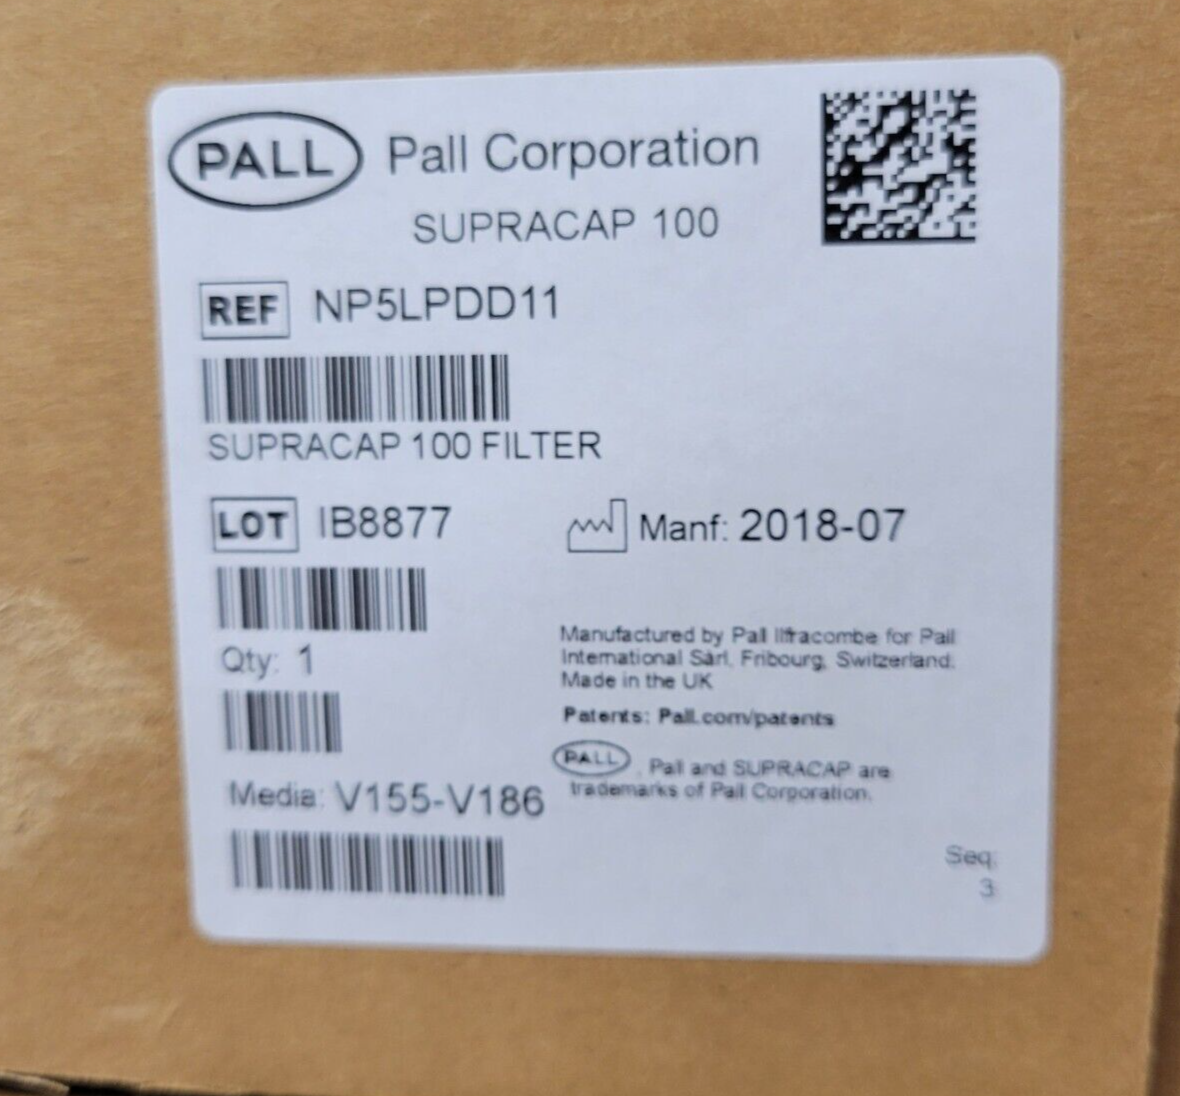 PALL Pall Corporation
SUPRACAP 100
REF NP5LPDD11
SUPRACAP 100 FILTER
LOT IB8877 Manf: 2018-07
Qty: 1
Manufactured by Pall Ilfracombe for Pall
International Sàrl, Fribourg, Switzerland.
Made in the UK
Patents: Pall.com/patents
Media: V155-V186
PALL , Pall and SUPRACAP are
trademarks of Pall Corporation.
Seq:
3